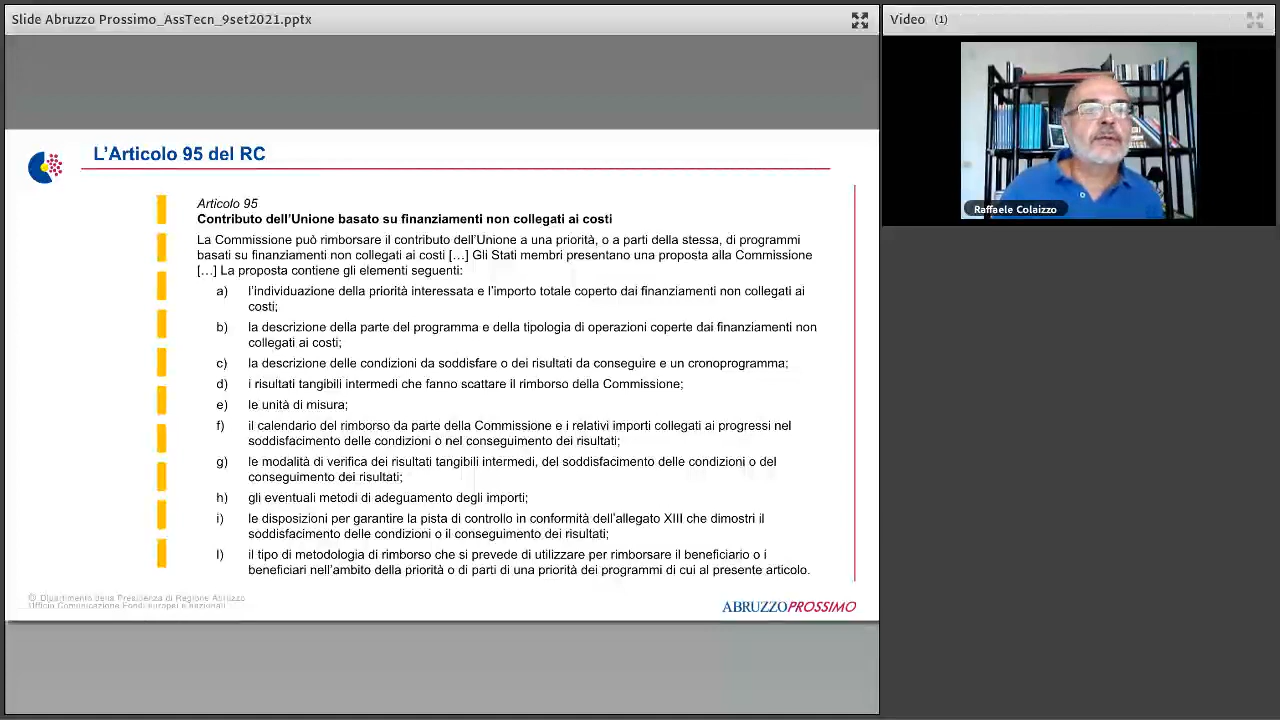 Slide Abruzzo Prossimo_AssTecn_9set2021.pptx
Video (1)
Raffaele Colaizzo
L'Articolo 95 del RC
Articolo 95
Contributo dell'Unione basato su finanziamenti non collegati ai costi
La Commissione può rimborsare il contributo dell'Unione a una priorità, o a parti della stessa, di programmi
basati su finanziamenti non collegati ai costi […] Gli Stati membri presentano una proposta alla Commissione
[…] La proposta contiene gli elementi seguenti:
a) l'individuazione della priorità interessata e l'importo totale coperto dai finanziamenti non collegati ai
costi;
b) la descrizione della parte del programma e della tipologia di operazioni coperte dai finanziamenti non
collegati ai costi;
c) la descrizione delle condizioni da soddisfare o dei risultati da conseguire e un cronoprogramma;
d) i risultati tangibili intermedi che fanno scattare il rimborso della Commissione;
e) le unità di misura;
f) il calendario del rimborso da parte della Commissione e i relativi importi collegati ai progressi nel
soddisfacimento delle condizioni o nel conseguimento dei risultati;
g) le modalità di verifica dei risultati tangibili intermedi, del soddisfacimento delle condizioni o del
conseguimento dei risultati;
h) gli eventuali metodi di adeguamento degli importi;
i) le disposizioni per garantire la pista di controllo in conformità dell'allegato XIII che dimostri il
soddisfacimento delle condizioni o il conseguimento dei risultati;
l) il tipo di metodologia di rimborso che si prevede di utilizzare per rimborsare il beneficiario o i
beneficiari nell'ambito della priorità o di parti di una priorità dei programmi di cui al presente articolo.
© Dipartimento della Presidenza di Regione Abruzzo
Ufficio Comunicazione Fondi europei e nazionali
ABRUZZOPROSSIMO